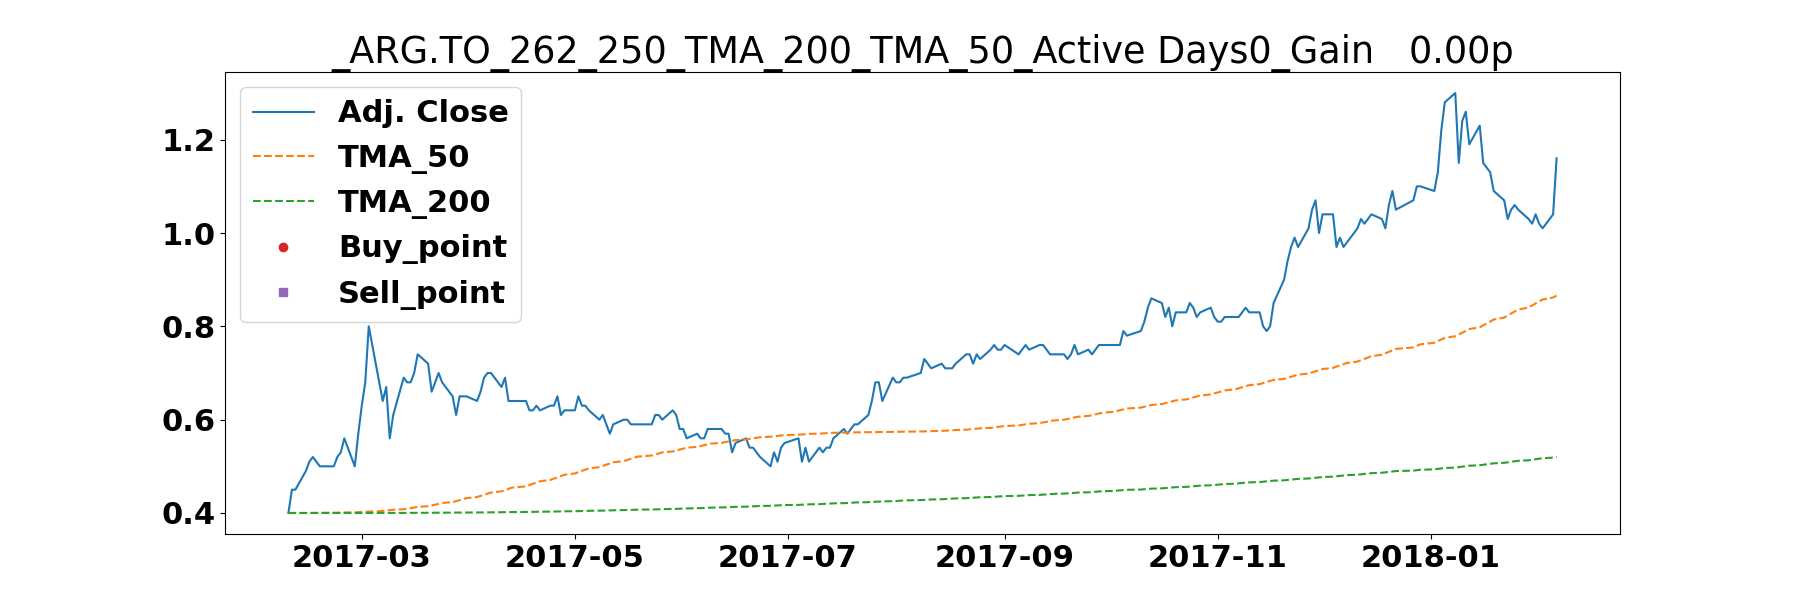 _ARG.TO_262_250_TMA_200_TMA_50_Active Days0_Gain   0.00p
Adj. Close
TMA_50
TMA_200
Buy_point
Sell_point
1.2
1.0
0.8
0.6
0.4
2017-03 2017-05 2017-07 2017-09 2017-11 2018-01